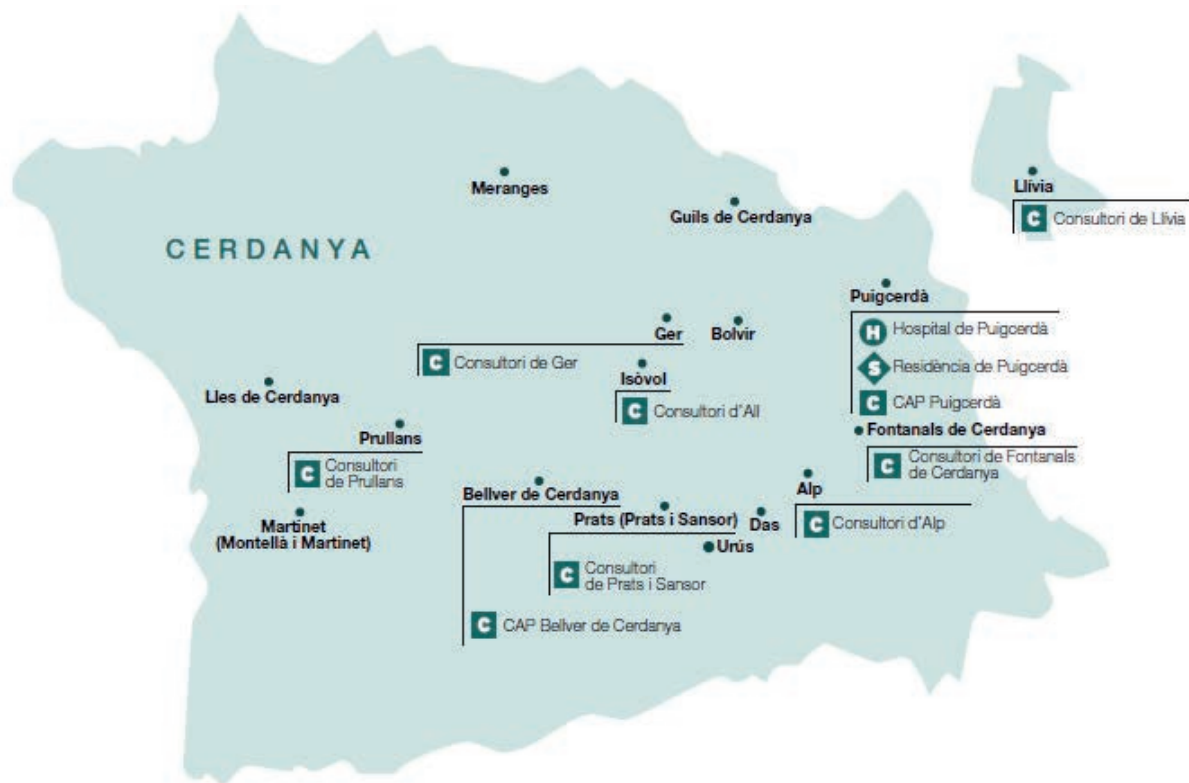 Meranges
Guils de Cerdanya
Llívia
C Consultori de Llívia
CERDANYA
Puigcerdà
H Hospital de Puigcerdà
S Residència de Puigcerdà
C CAP Puigcerdà
Ger
C Consultori de Ger
Bolvir
Isòvol
C Consultori d'All
Lles de Cerdanya
Prullans
C Consultori
de Prullans
Fontanals de Cerdanya
C Consultori de Fontanals
de Cerdanya
Bellver de Cerdanya
C CAP Bellver de Cerdanya
Alp
C Consultori d'Alp
Martinet
(Montellà i Martinet)
Prats (Prats i Sansor)
C Consultori
de Prats i Sansor
Das
Urús